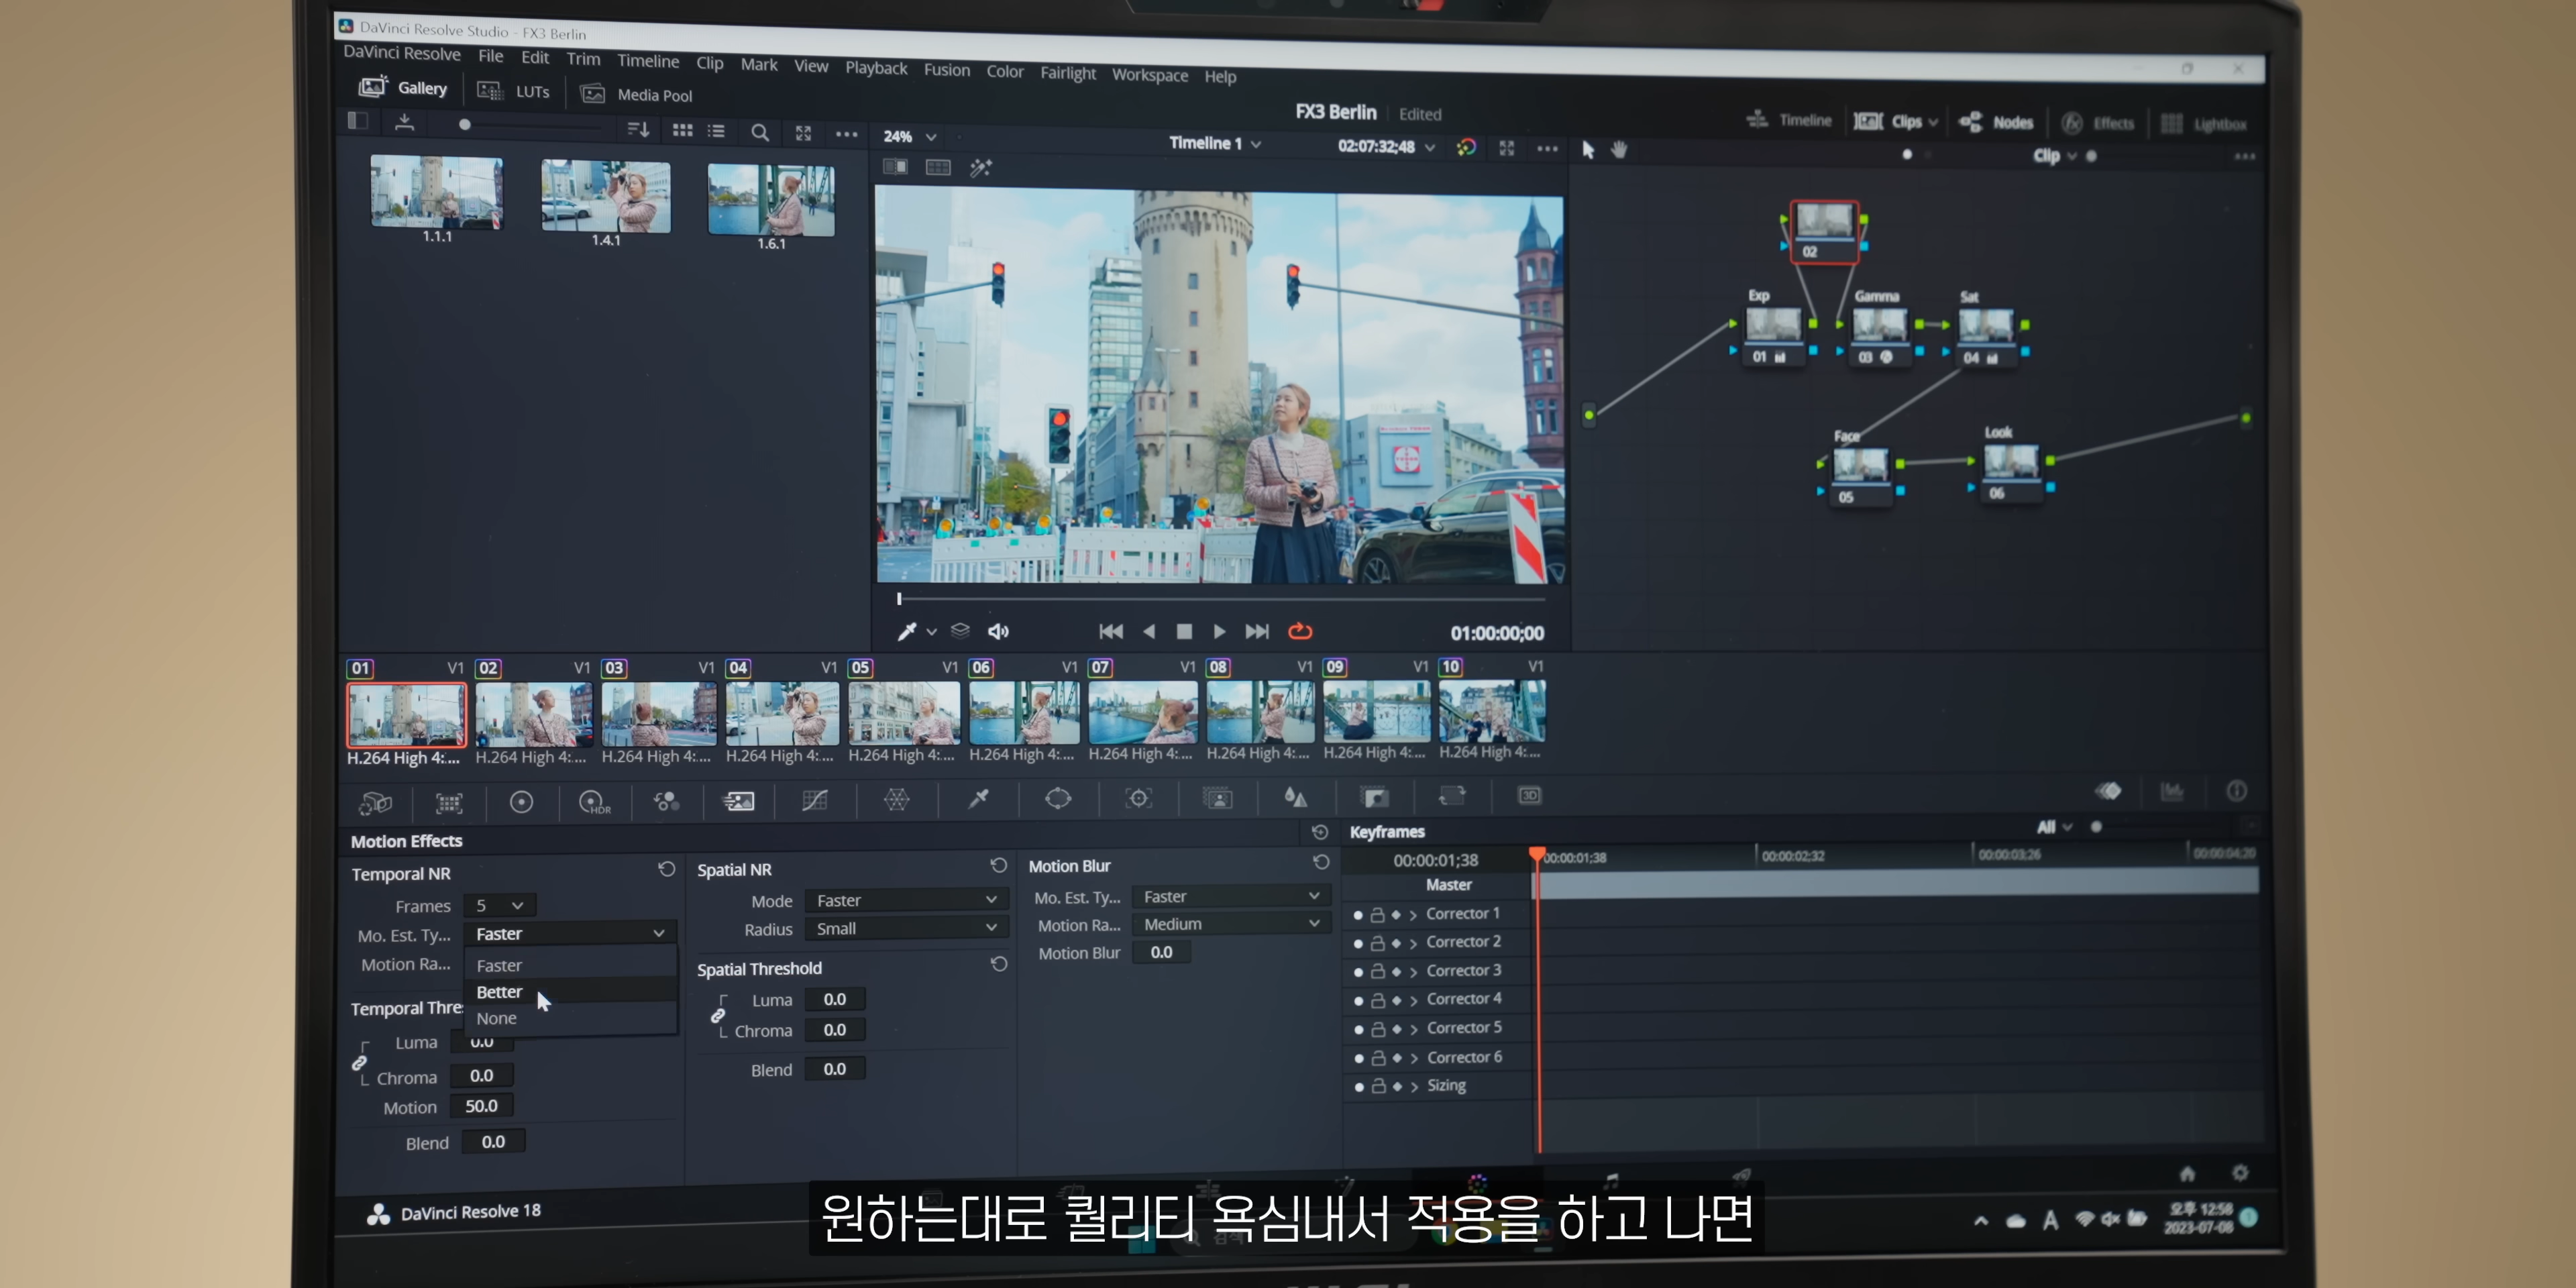 DaVinci Resolve Studio - FX3 Berlin
DaVinci Resolve File Edit Trim Timeline Clip Mark View Playback Fusion Color Fairlight Workspace Help
Gallery LUTs Media Pool
FX3 Berlin Edited
Timeline Clips Nodes Effects Lightbox
24% Timeline 1 02:07:32;48 Clip
1.1.1 1.4.1 1.6.1
02
Exp Gamma Sat
01 03 04
Face Look
05 06
01:00:00;00
01 V1 02 V1 03 V1 04 V1 05 V1 06 V1 07 V1 08 V1 09 V1 10 V1
H.264 High 4:... H.264 High 4:... H.264 High 4:... H.264 High 4:... H.264 High 4:... H.264 High 4:... H.264 High 4:... H.264 High 4:... H.264 High 4:... H.264 High 4:...
HDR 3D
Motion Effects
Temporal NR
Frames 5
Mo. Est. Ty... Faster
Motion Ra...
Faster
Better
None
Temporal Thre
Luma 0.0
Chroma 0.0
Motion 50.0
Blend 0.0
Spatial NR
Mode Faster
Radius Small
Spatial Threshold
Luma 0.0
Chroma 0.0
Blend 0.0
Motion Blur
Mo. Est. Ty... Faster
Motion Ra... Medium
Motion Blur 0.0
Keyframes All
00:00:01;38 00:00:01;38 00:00:02;32 00:00:03;26 00:00:04;20
Master
Corrector 1
Corrector 2
Corrector 3
Corrector 4
Corrector 5
Corrector 6
Sizing
DaVinci Resolve 18
원하는대로 퀄리티 욕심내서 적용을 하고 나면
A
오후 12:58
2023-07-08